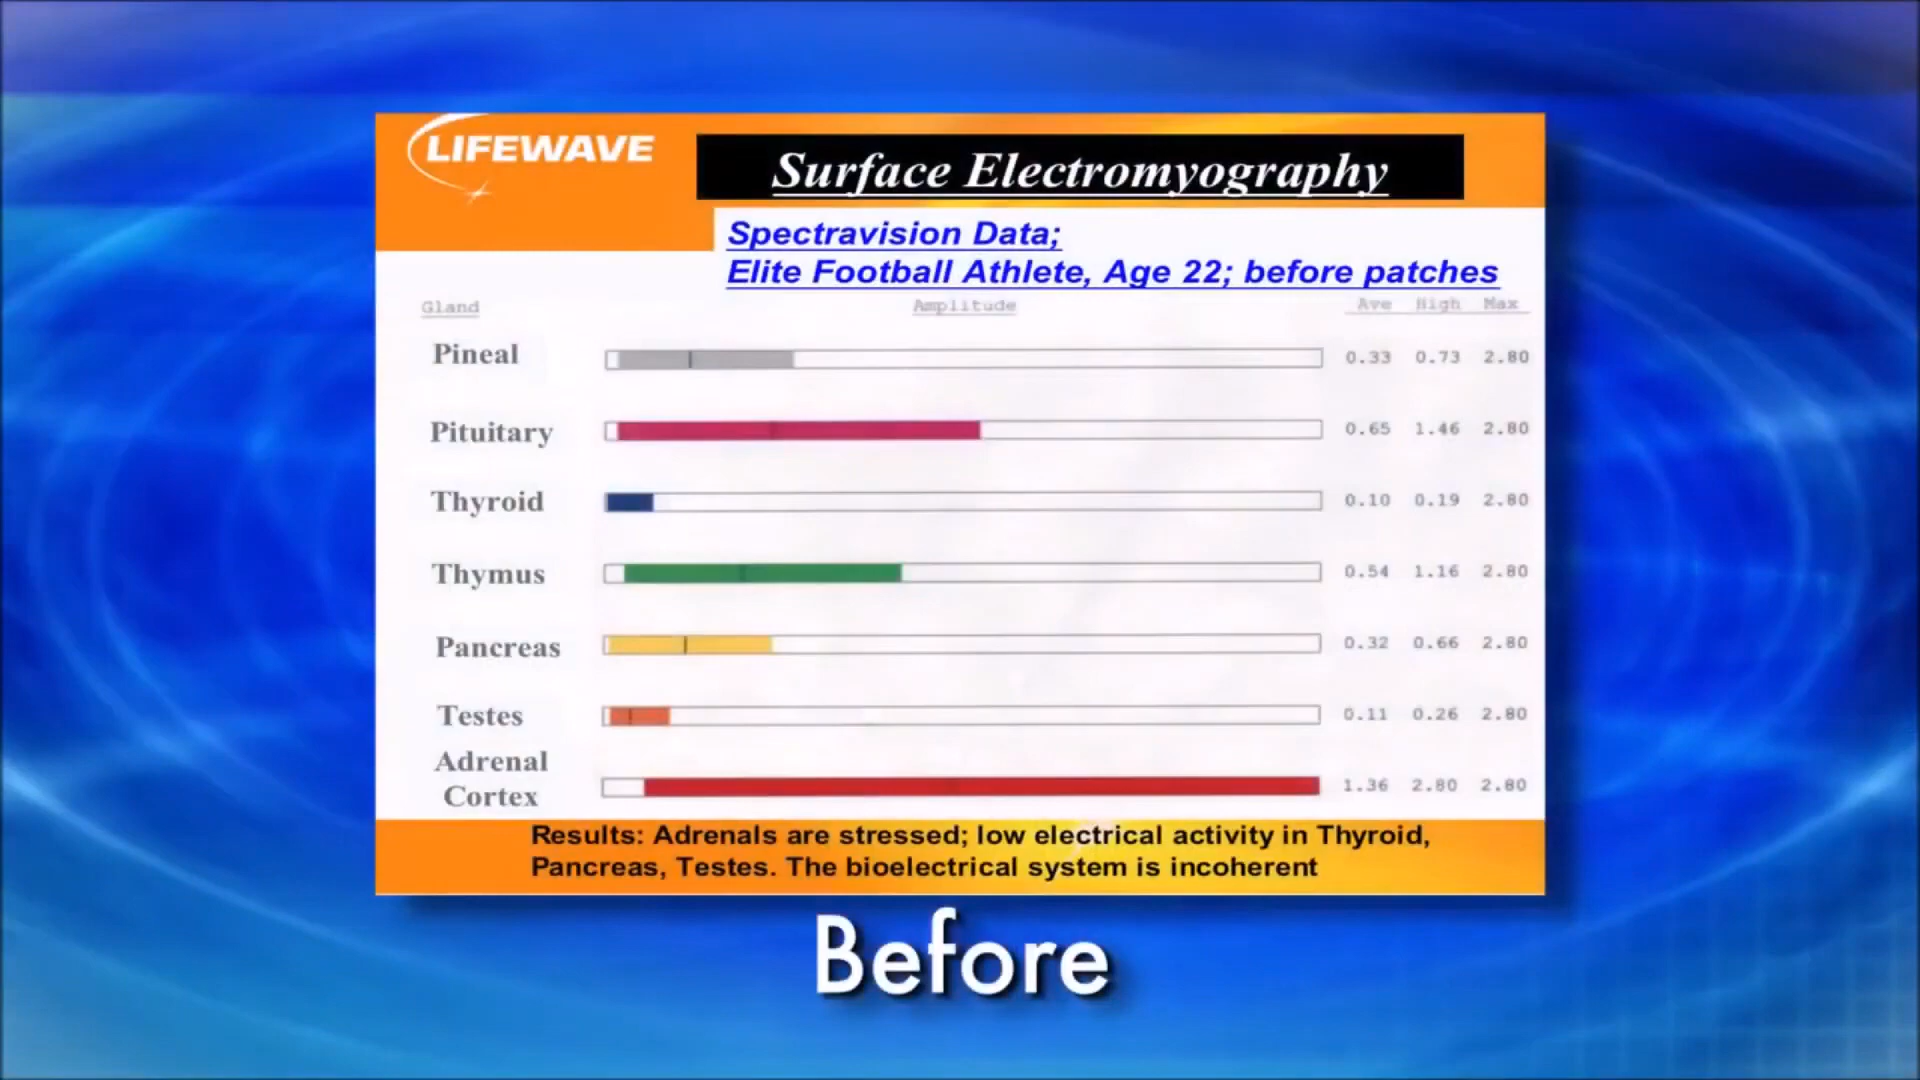 LIFEWAVE
Surface Electromyography
Spectravision Data;
Elite Football Athlete, Age 22; before patches
Gland Amplitude Ave High Max
Pineal 0.33 0.73 2.80
Pituitary 0.65 1.46 2.80
Thyroid 0.10 0.19 2.80
Thymus 0.54 1.16 2.80
Pancreas 0.32 0.66 2.80
Testes 0.11 0.26 2.80
Adrenal
Cortex 1.36 2.80 2.80
Results: Adrenals are stressed; low electrical activity in Thyroid,
Pancreas, Testes. The bioelectrical system is incoherent
Before